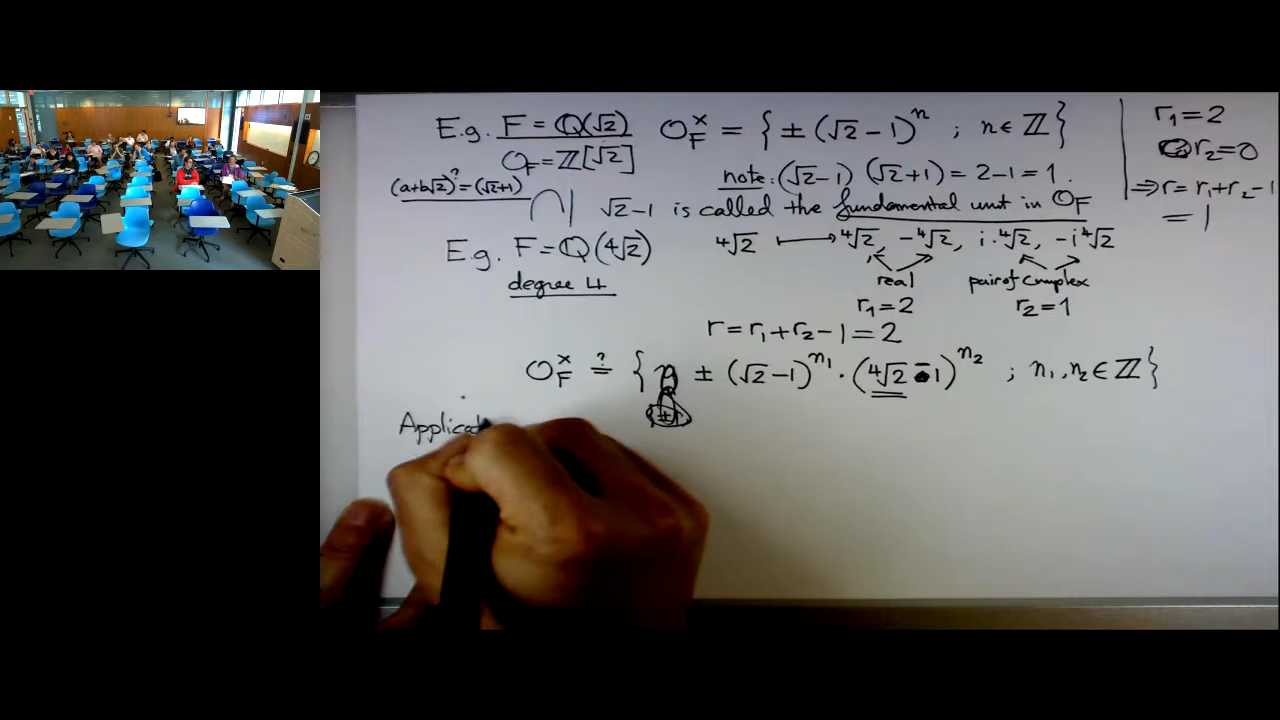 E.g. F = Q(√2) O_F^× = { ± (√2 − 1)^n ; n ∈ ℤ }
O_F = ℤ[√2]
note: (√2 − 1) (√2 + 1) = 2 − 1 = 1.
(a+b√2)^? = (√2+1)
√2 − 1 is called the fundamental unit in O_F
r₁ = 2
r₂ = 0
⇒ r = r₁ + r₂ − 1
= 1
E.g. F = Q(⁴√2) ⁴√2 ↦ ⁴√2, −⁴√2, i·⁴√2, −i⁴√2
degree 4
real pair of complex
r₁ = 2 r₂ = 1
r = r₁ + r₂ − 1 = 2
O_F^× ≟ { ± (√2 − 1)^{n₁} · (⁴√2 − 1)^{n₂} ; n₁, n₂ ∈ ℤ }
Applicat